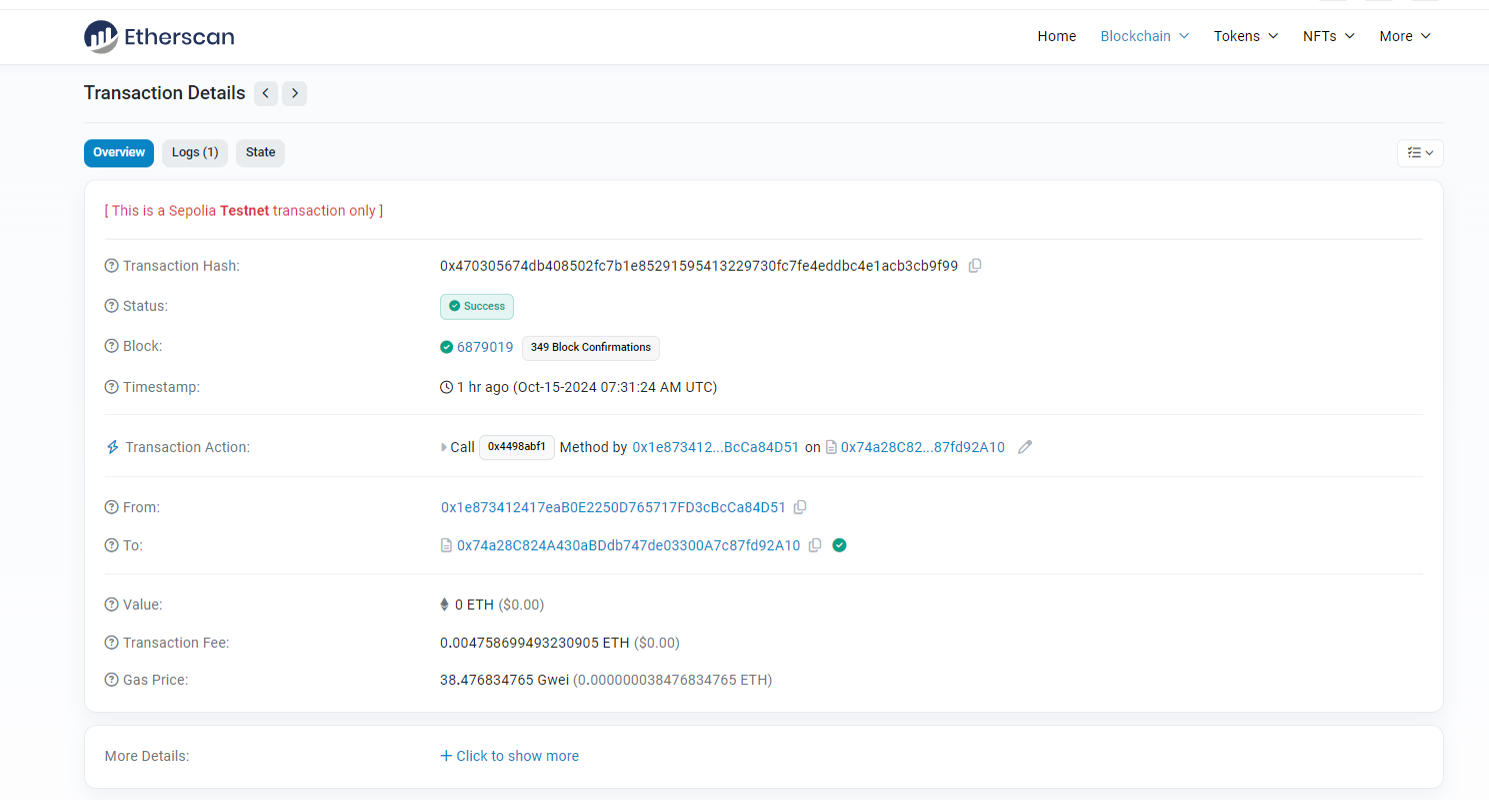 Etherscan
Home Blockchain Tokens NFTs More
Transaction Details
Overview Logs (1) State
[ This is a Sepolia Testnet transaction only ]
Transaction Hash: 0x470305674db408502fc7b1e85291595413229730fc7fe4eddbc4e1acb3cb9f99
Status: Success
Block: 6879019 349 Block Confirmations
Timestamp: 1 hr ago (Oct-15-2024 07:31:24 AM UTC)
Transaction Action: Call 0x4498abf1 Method by 0x1e873412...BcCa84D51 on 0x74a28C82...87fd92A10
From: 0x1e873412417eaB0E2250D765717FD3cBcCa84D51
To: 0x74a28C824A430aBDdb747de03300A7c87fd92A10
Value: 0 ETH ($0.00)
Transaction Fee: 0.004758699493230905 ETH ($0.00)
Gas Price: 38.476834765 Gwei (0.000000038476834765 ETH)
More Details: Click to show more